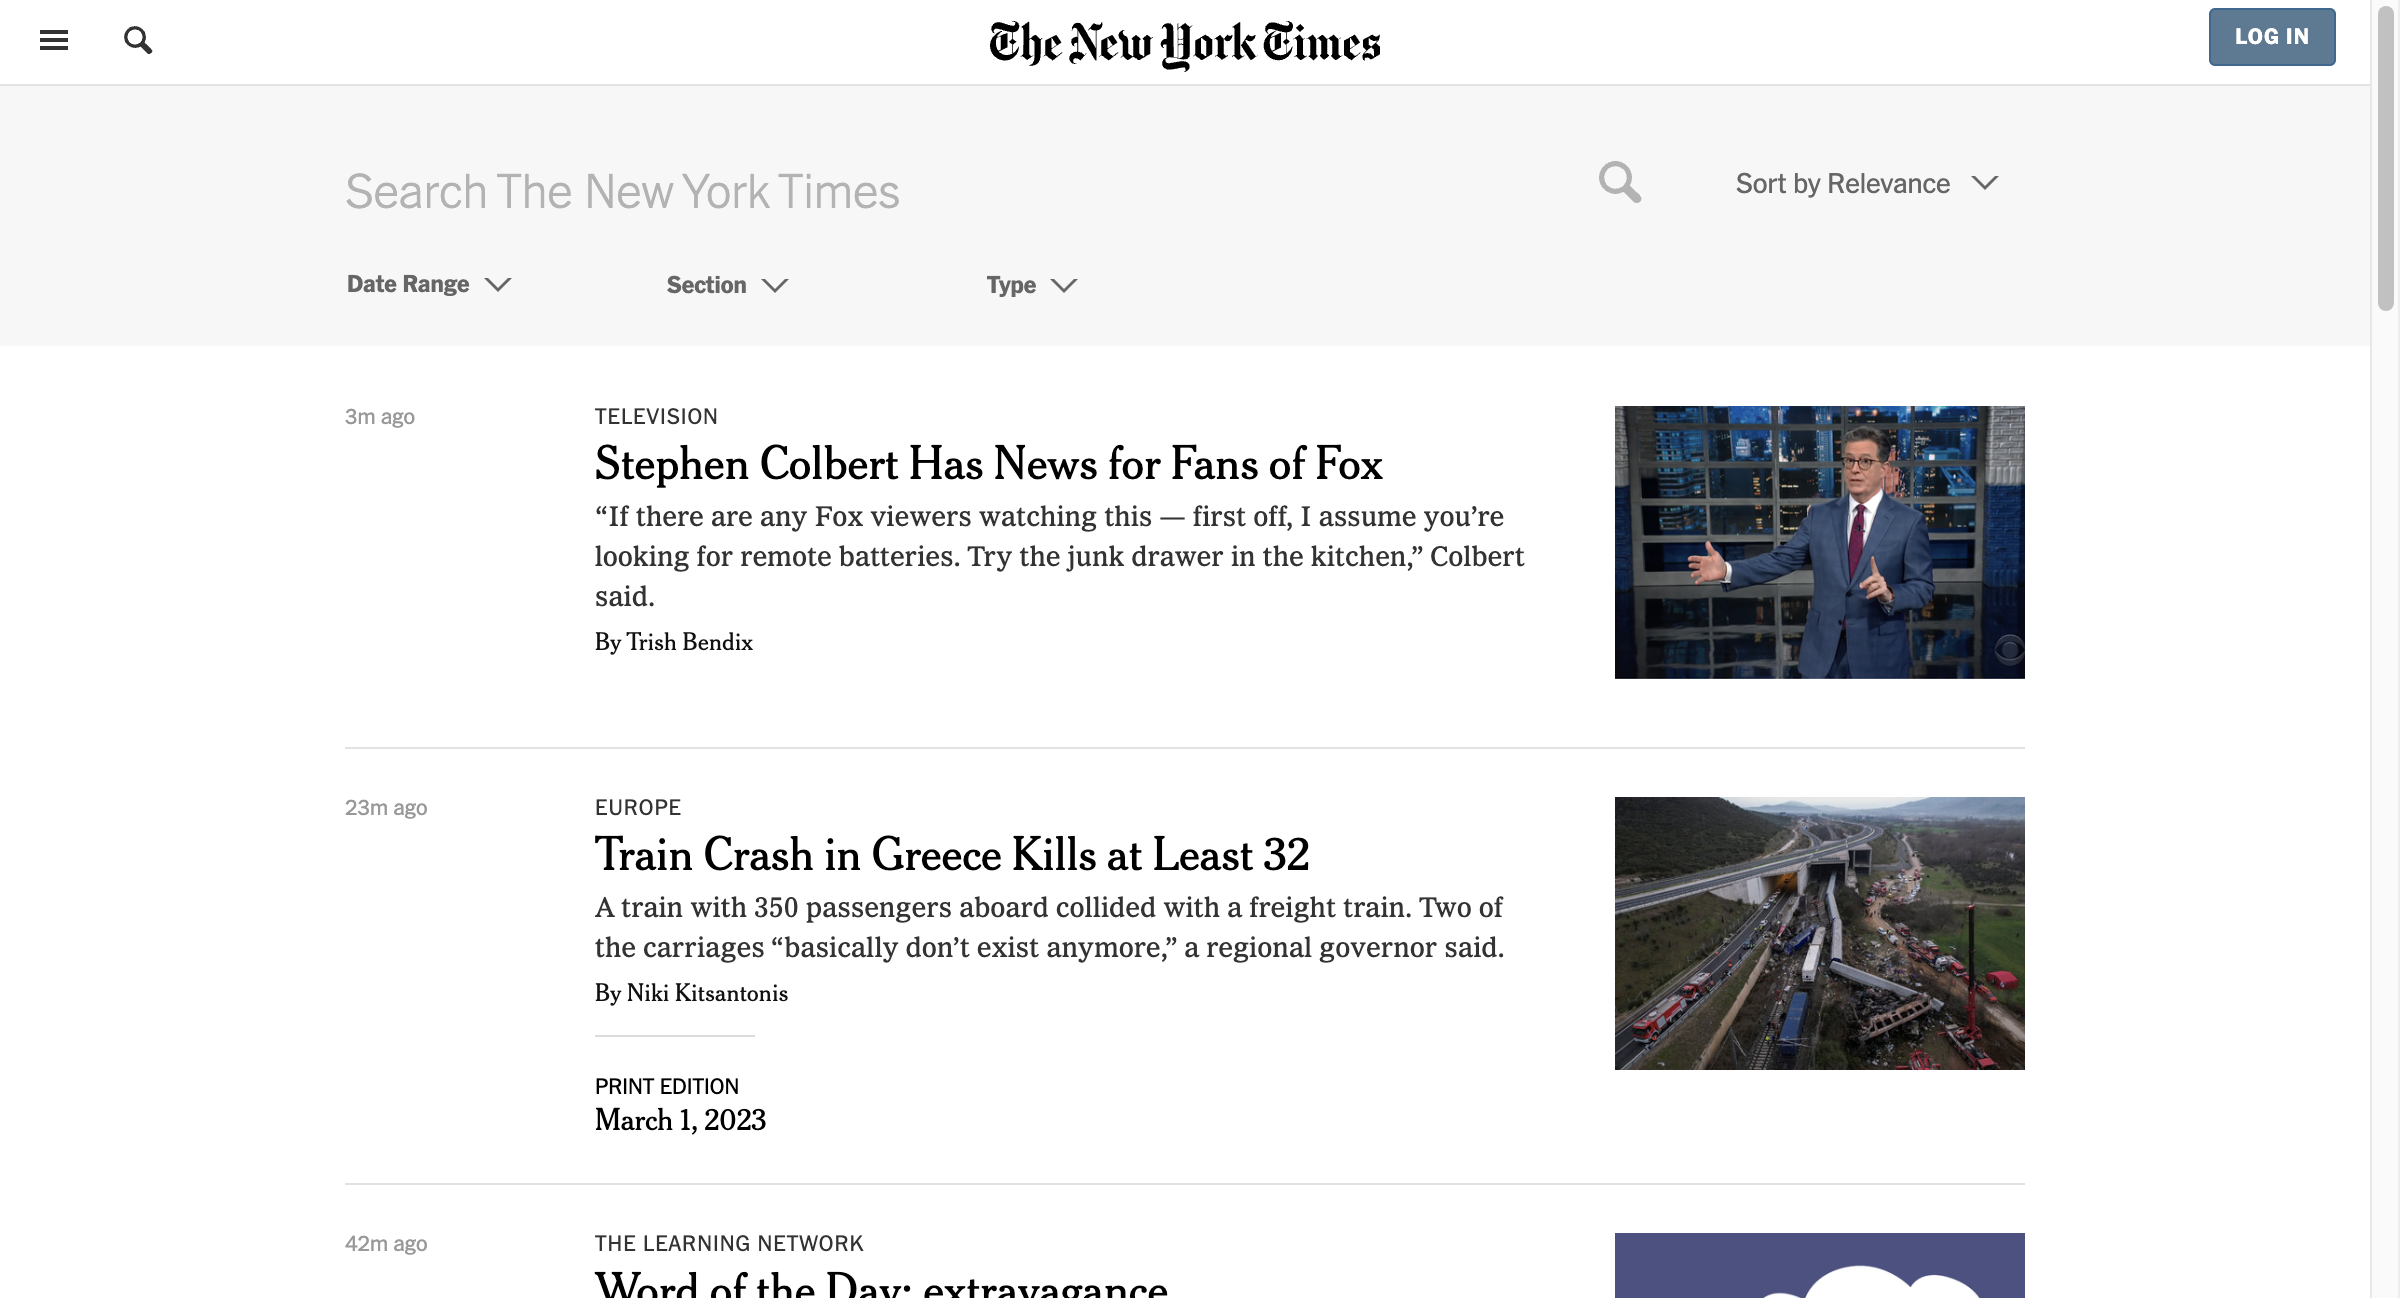 The New York Times
LOG IN
Search The New York Times
Sort by Relevance
Date Range
Section
Type
3m ago
TELEVISION
Stephen Colbert Has News for Fans of Fox
“If there are any Fox viewers watching this — first off, I assume you’re
looking for remote batteries. Try the junk drawer in the kitchen,” Colbert
said.
By Trish Bendix
23m ago
EUROPE
Train Crash in Greece Kills at Least 32
A train with 350 passengers aboard collided with a freight train. Two of
the carriages “basically don’t exist anymore,” a regional governor said.
By Niki Kitsantonis
PRINT EDITION
March 1, 2023
42m ago
THE LEARNING NETWORK
Word of the Day: extravagance